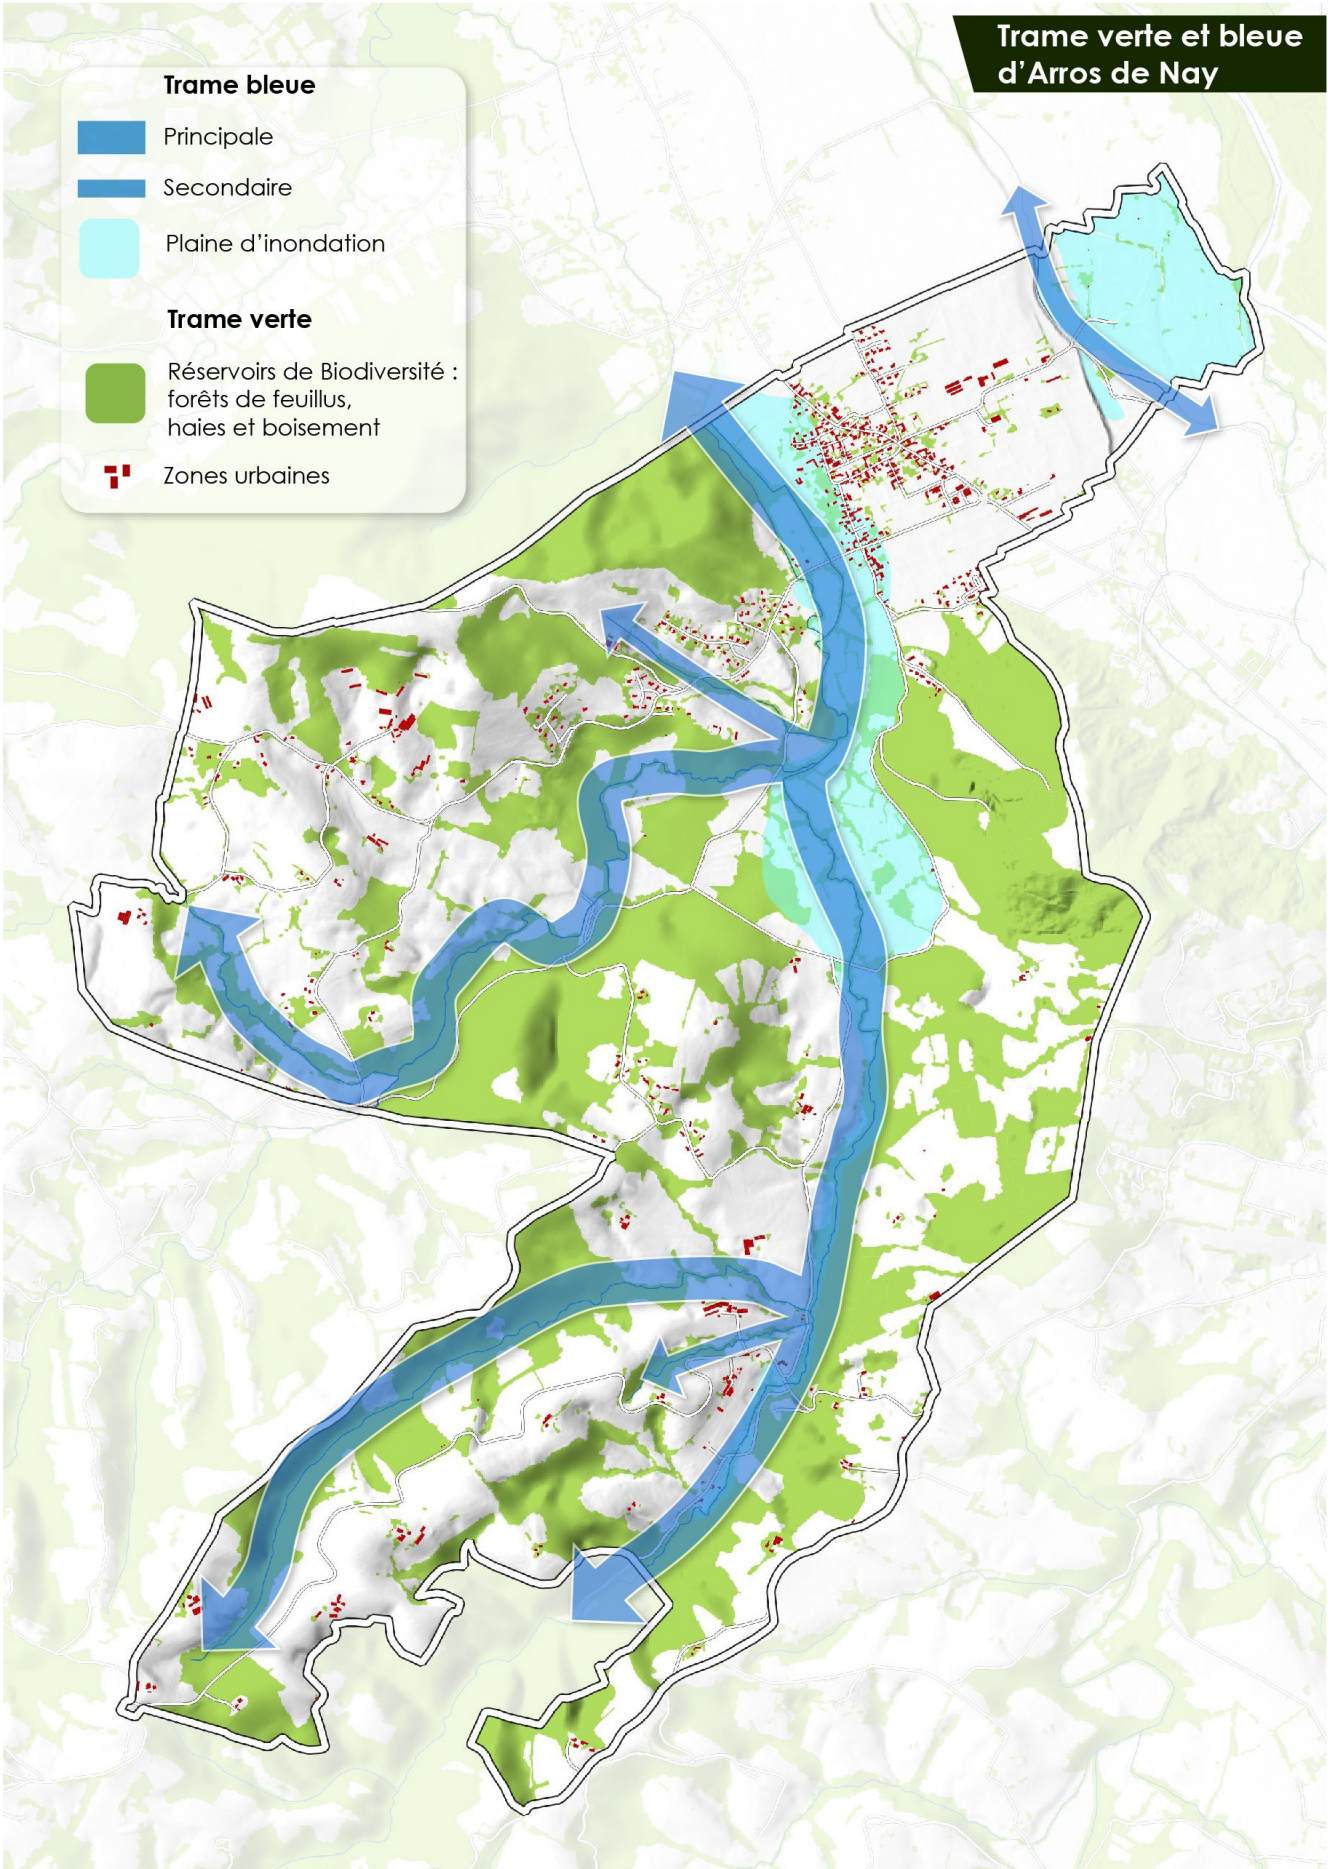 Trame verte et bleue
d'Arros de Nay
Trame bleue
Principale
Secondaire
Plaine d'inondation
Trame verte
Réservoirs de Biodiversité :
forêts de feuillus,
haies et boisement
Zones urbaines